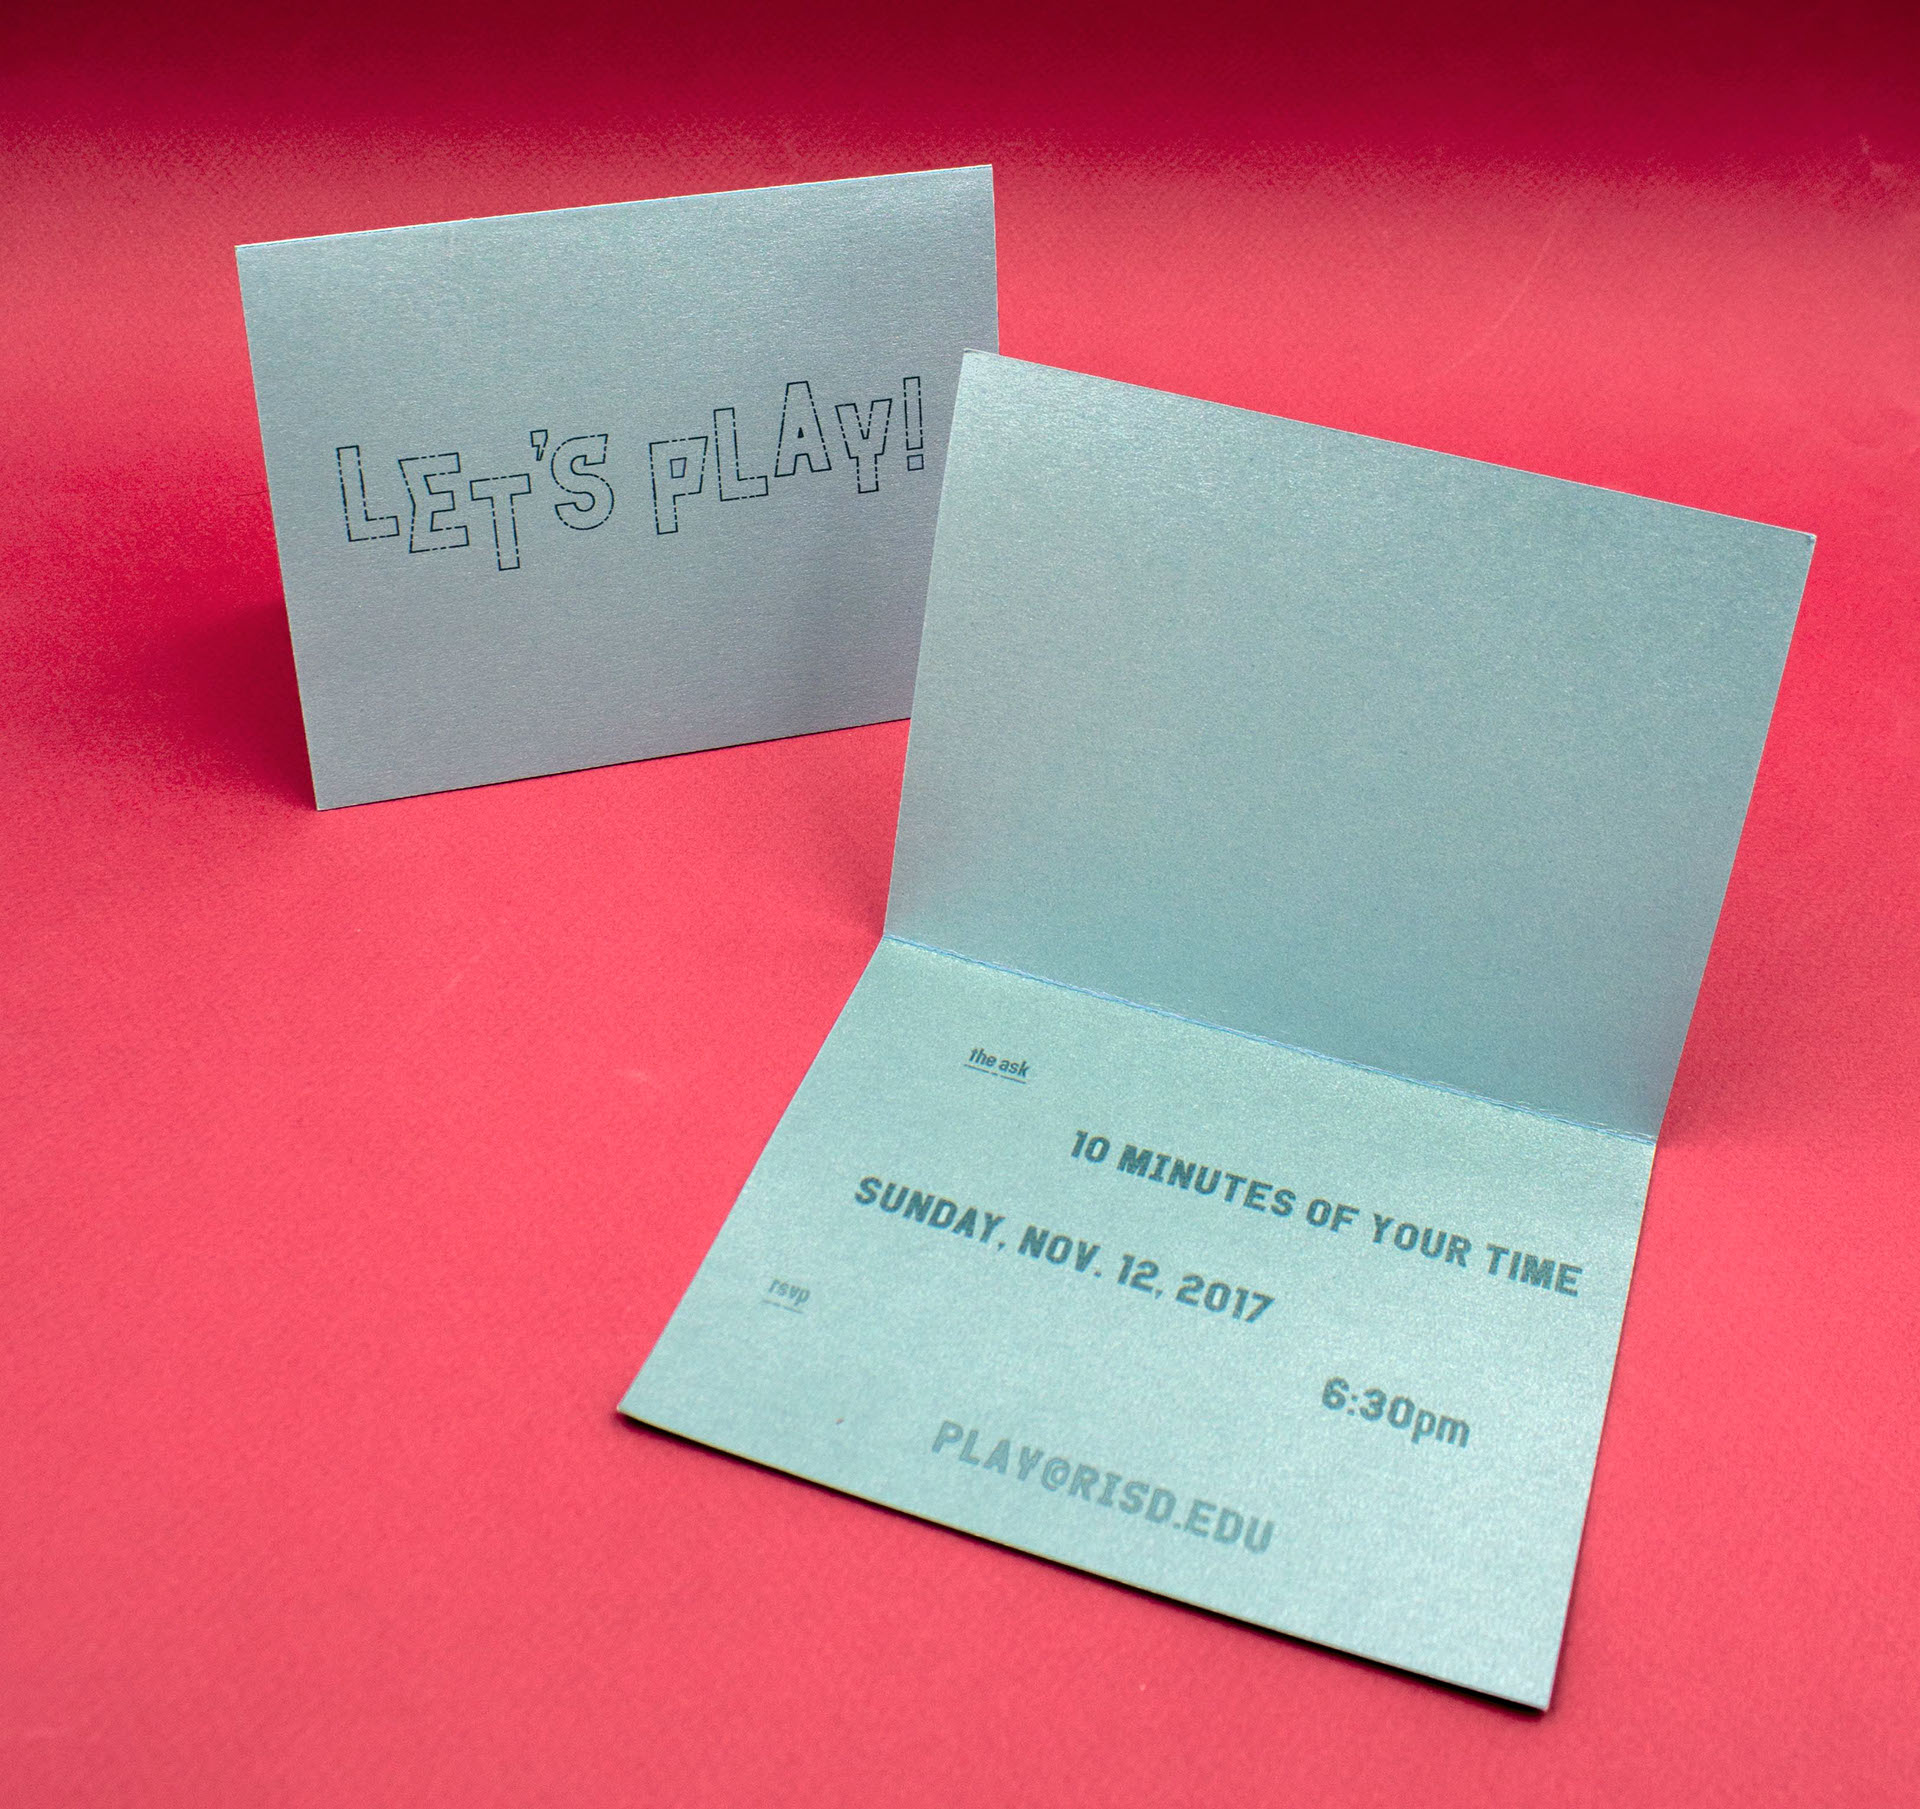 LET'S PLAY!
the ask
10 MINUTES OF YOUR TIME
SUNDAY, NOV. 12, 2017
6:30pm
rsvp
PLAY@RISD.EDU